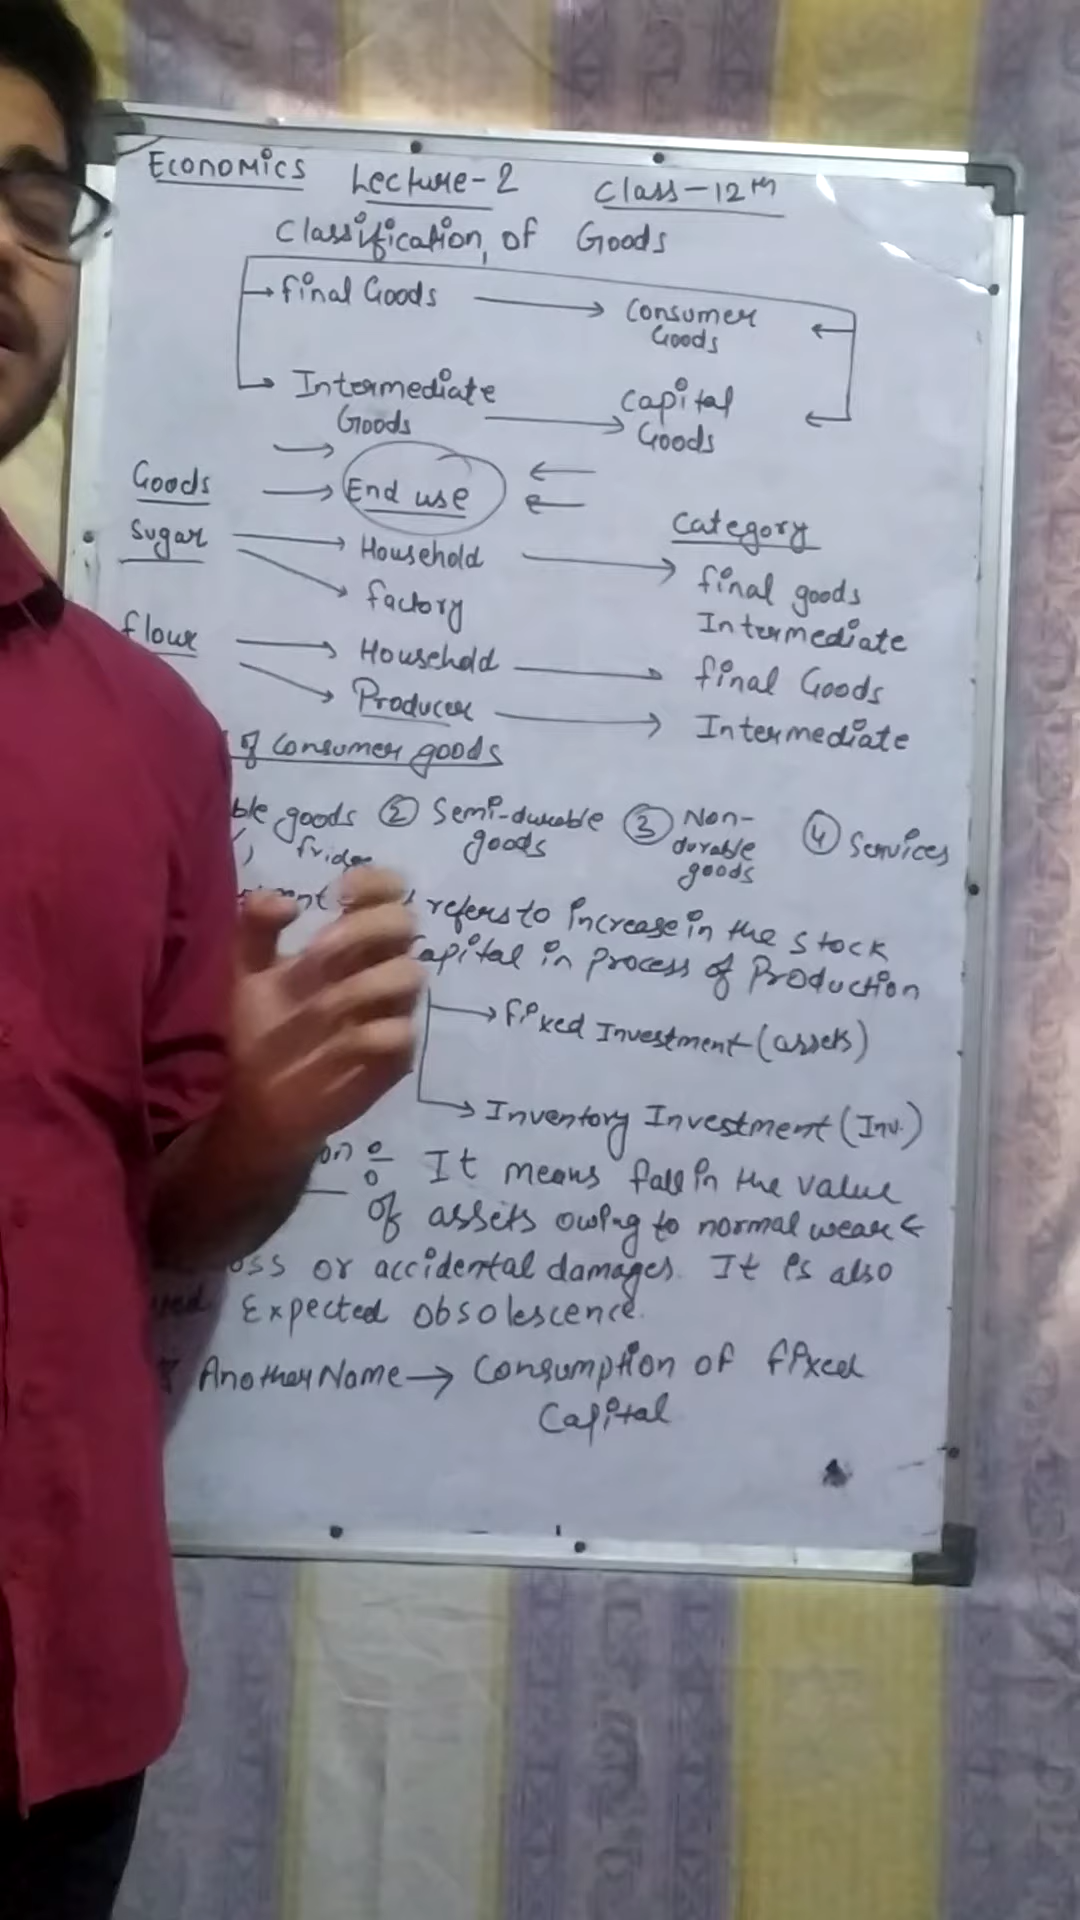 Economics Lecture-2 Class-12th
Classification of Goods
Final Goods → Consumer Goods
Intermediate Goods → Capital Goods
Goods → End use Category
Sugar → Household → final goods
factory Intermediate
flour → Household → final Goods
Producer → Intermediate
of Consumer goods
ble goods ② Semi-durable goods ③ Non-durable goods ④ Services
, fridge
refers to increase in the stock
Capital in process of Production
→ Fixed Investment (assets)
→ Inventory Investment (Inv.)
on: It means fall in the value
of assets owing to normal wear &
oss or accidental damages. It is also
Expected obsolescence.
Another Name → Consumption of fixed
Capital